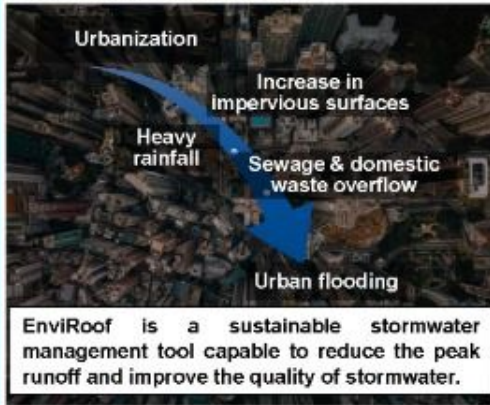 Urbanization
Increase in
impervious surfaces
Heavy
rainfall
Sewage & domestic
waste overflow
Urban flooding
EnviRoof is a sustainable stormwater
management tool capable to reduce the peak
runoff and improve the quality of stormwater.